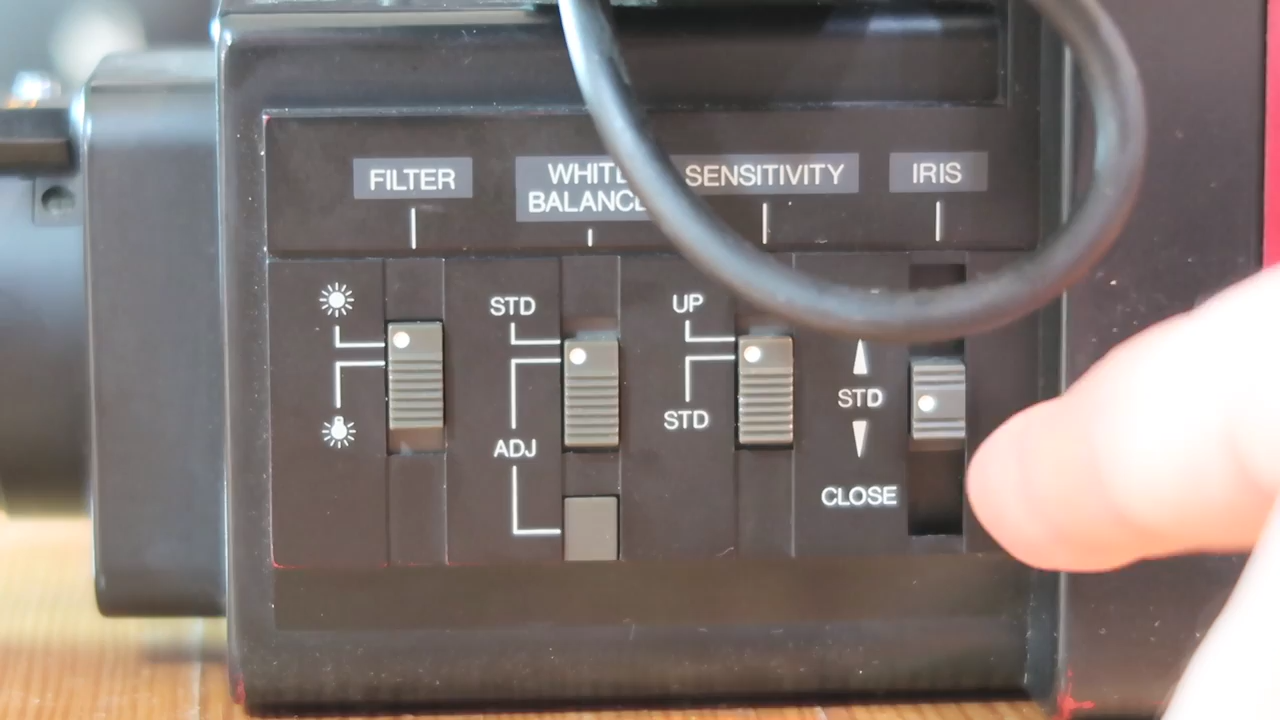 FILTER
WHITE
BALANCE
SENSITIVITY
IRIS
STD
ADJ
UP
STD
STD
CLOSE